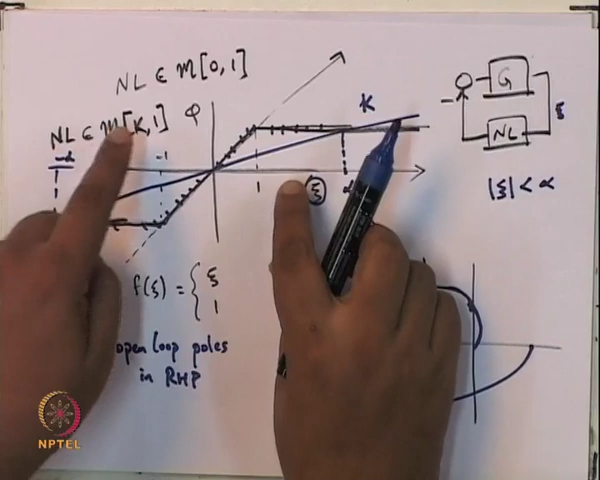 NL ∈ M[0,1]
NL ∈ M[K,1]
φ
K
-1
1
ξ
G
-
NL
ξ
|ξ| < α
f(ξ) = { ξ
1
open loop poles
in RHP
NPTEL